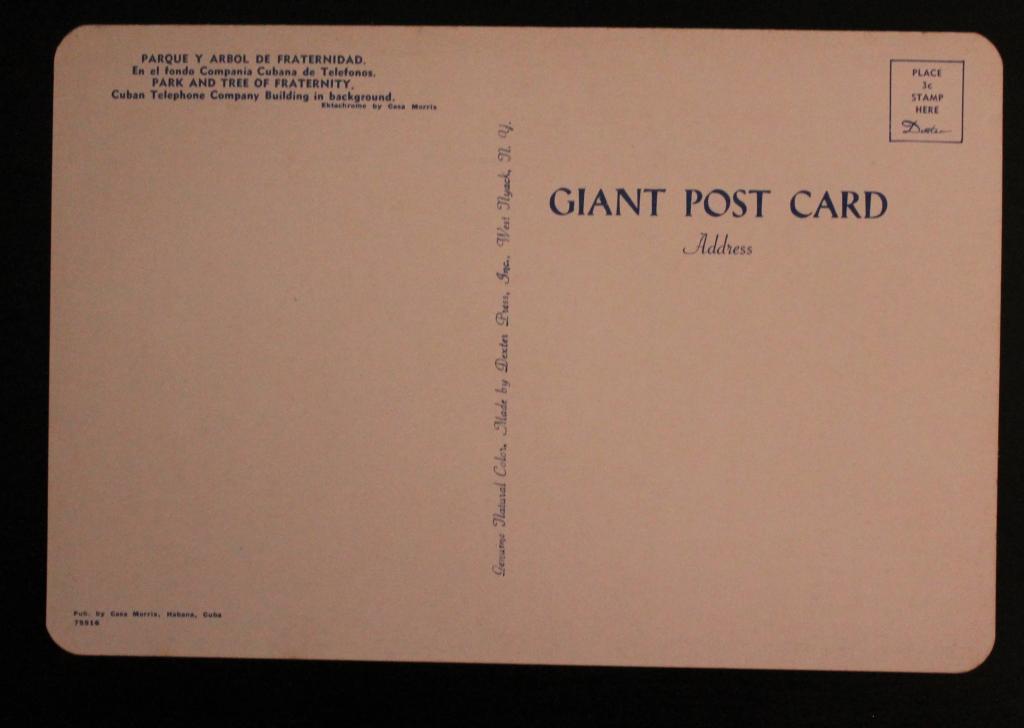 PARQUE Y ARBOL DE FRATERNIDAD.
En el fondo Compania Cubana de Telefonos.
PARK AND TREE OF FRATERNITY.
Cuban Telephone Company Building in background.
Ektachrome by Casa Morris
PLACE
3c
STAMP
HERE
Dexter
GIANT POST CARD
Address
Genuine Natural Color, Made by Dexter Press, Inc., West Nyack, N. Y.
Pub. by Casa Morris, Habana, Cuba